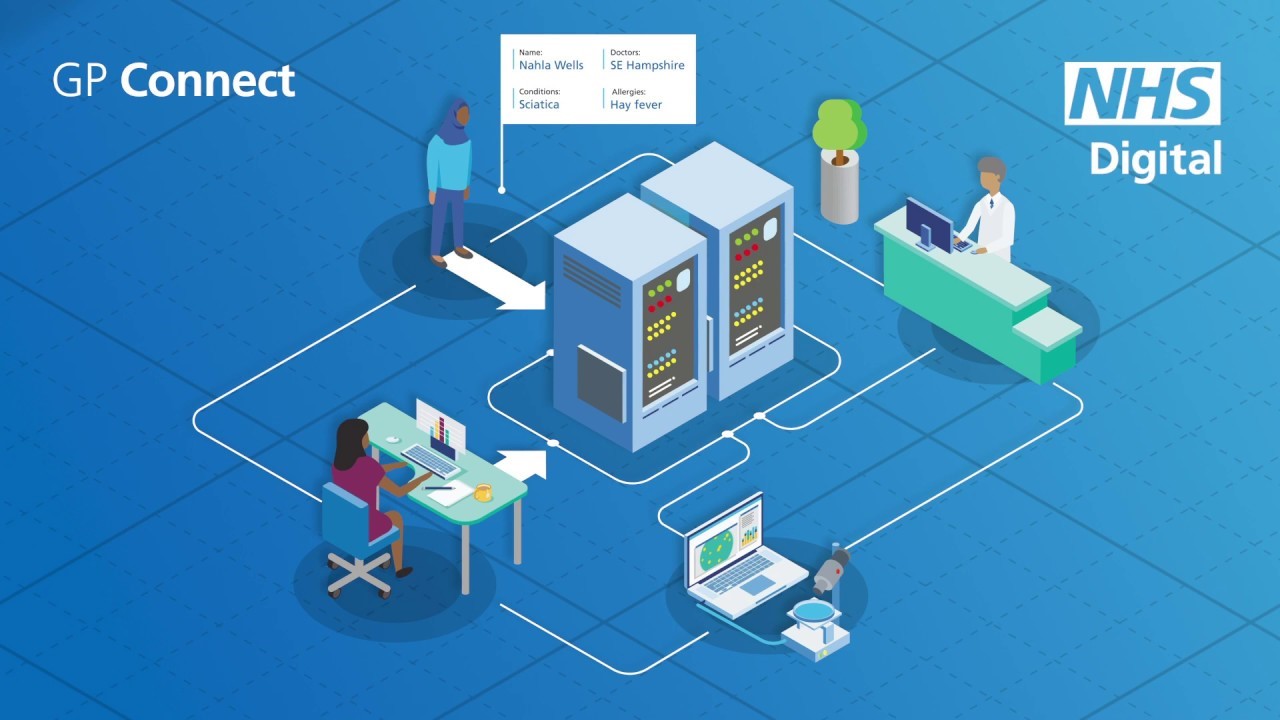 GP Connect
Name:
Nahla Wells
Doctors:
SE Hampshire
Conditions:
Sciatica
Allergies:
Hay fever
NHS
Digital